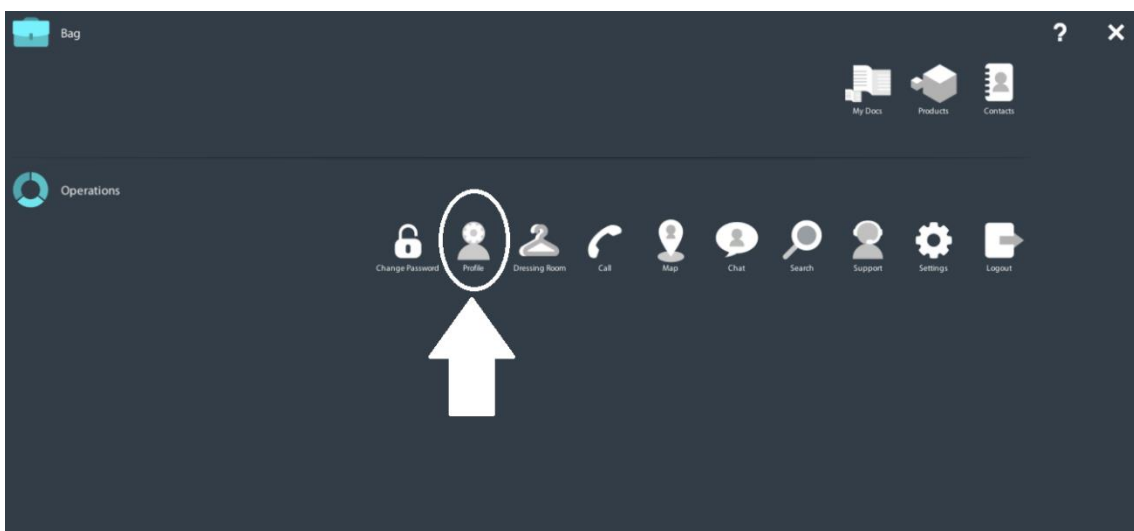 Bag
?
My Docs Products Contacts
Operations
Change Password Profile Dressing Room Call Map Chat Search Support Settings Logout